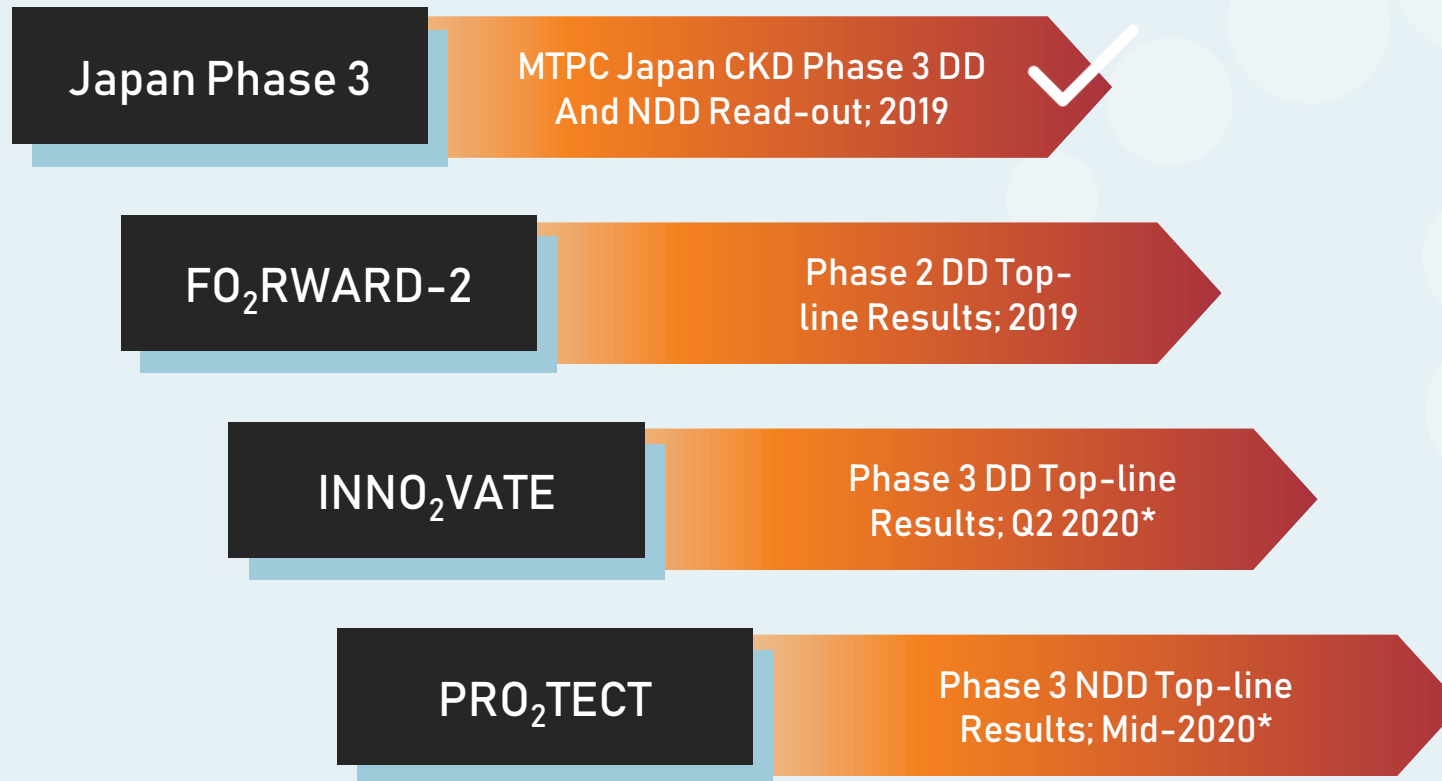 Japan Phase 3
MTPC Japan CKD Phase 3 DD
And NDD Read-out; 2019
FO₂RWARD-2
Phase 2 DD Top-
line Results; 2019
INNO₂VATE
Phase 3 DD Top-line
Results; Q2 2020*
PRO₂TECT
Phase 3 NDD Top-line
Results; Mid-2020*